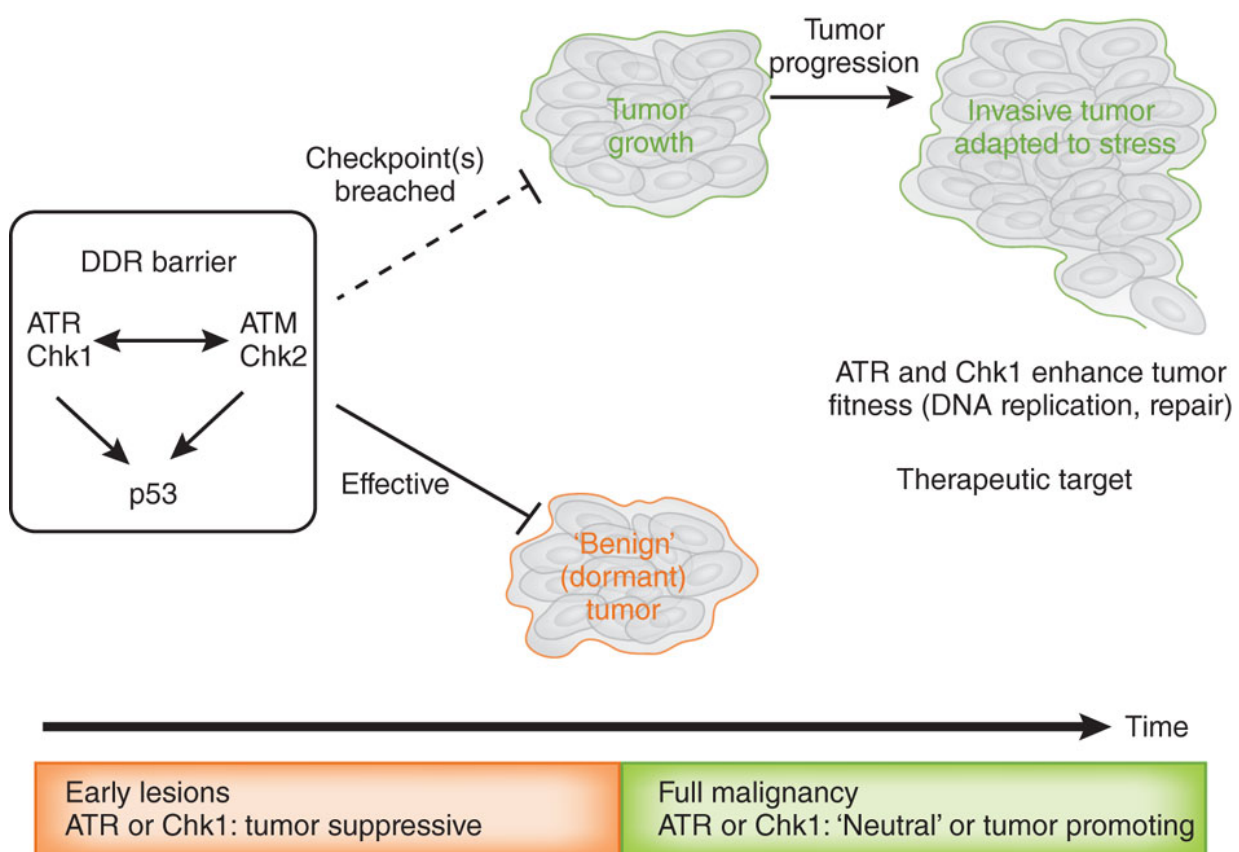 Tumor
progression
Tumor
growth
Invasive tumor
adapted to stress
Checkpoint(s)
breached
DDR barrier
ATR
Chk1
ATM
Chk2
p53
ATR and Chk1 enhance tumor
fitness (DNA replication, repair)
Therapeutic target
Effective
‘Benign’
(dormant)
tumor
Time
Early lesions
ATR or Chk1: tumor suppressive
Full malignancy
ATR or Chk1: ‘Neutral’ or tumor promoting